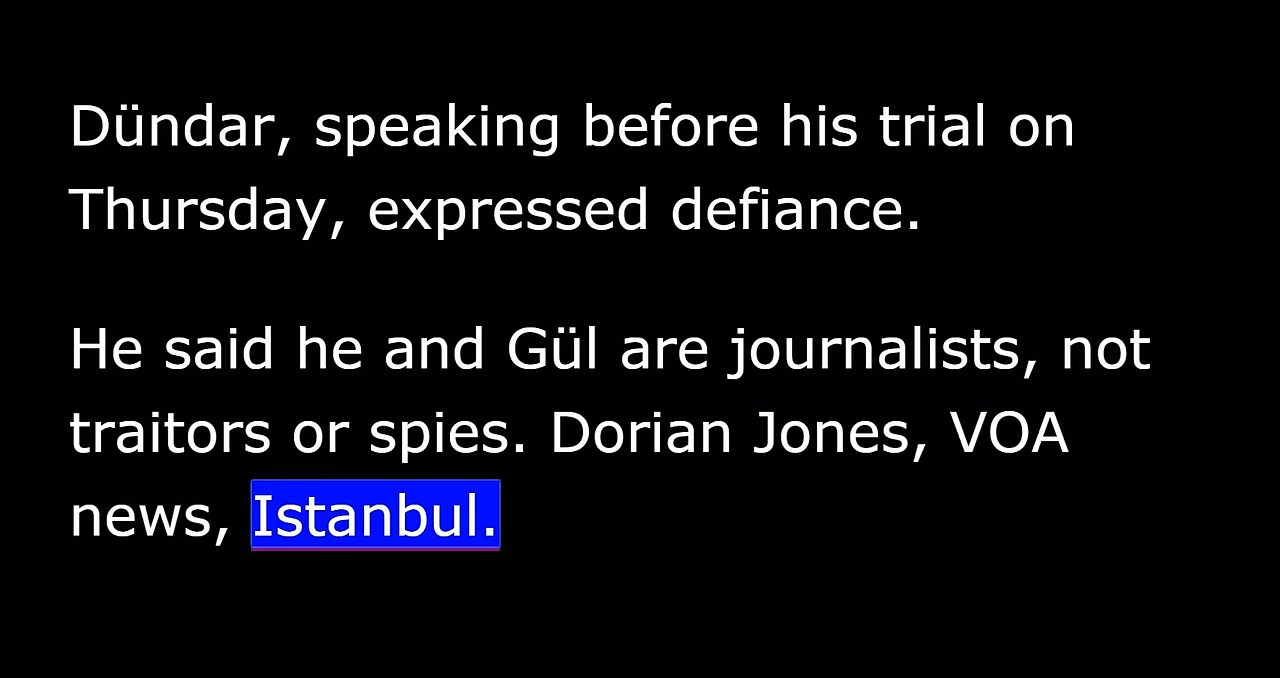 Dündar, speaking before his trial on
Thursday, expressed defiance.
He said he and Gül are journalists, not
traitors or spies. Dorian Jones, VOA
news, Istanbul.